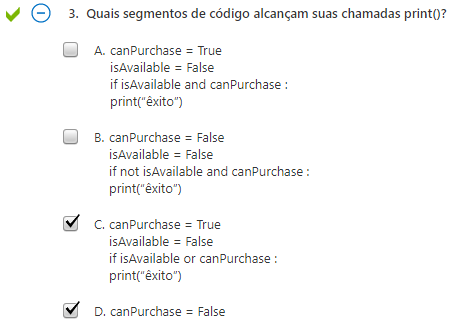 3. Quais segmentos de código alcançam suas chamadas print()?
A. canPurchase = True
isAvailable = False
if isAvailable and canPurchase :
print(“êxito”)
B. canPurchase = False
isAvailable = False
if not isAvailable and canPurchase :
print(“êxito”)
C. canPurchase = True
isAvailable = False
if isAvailable or canPurchase :
print(“êxito”)
D. canPurchase = False